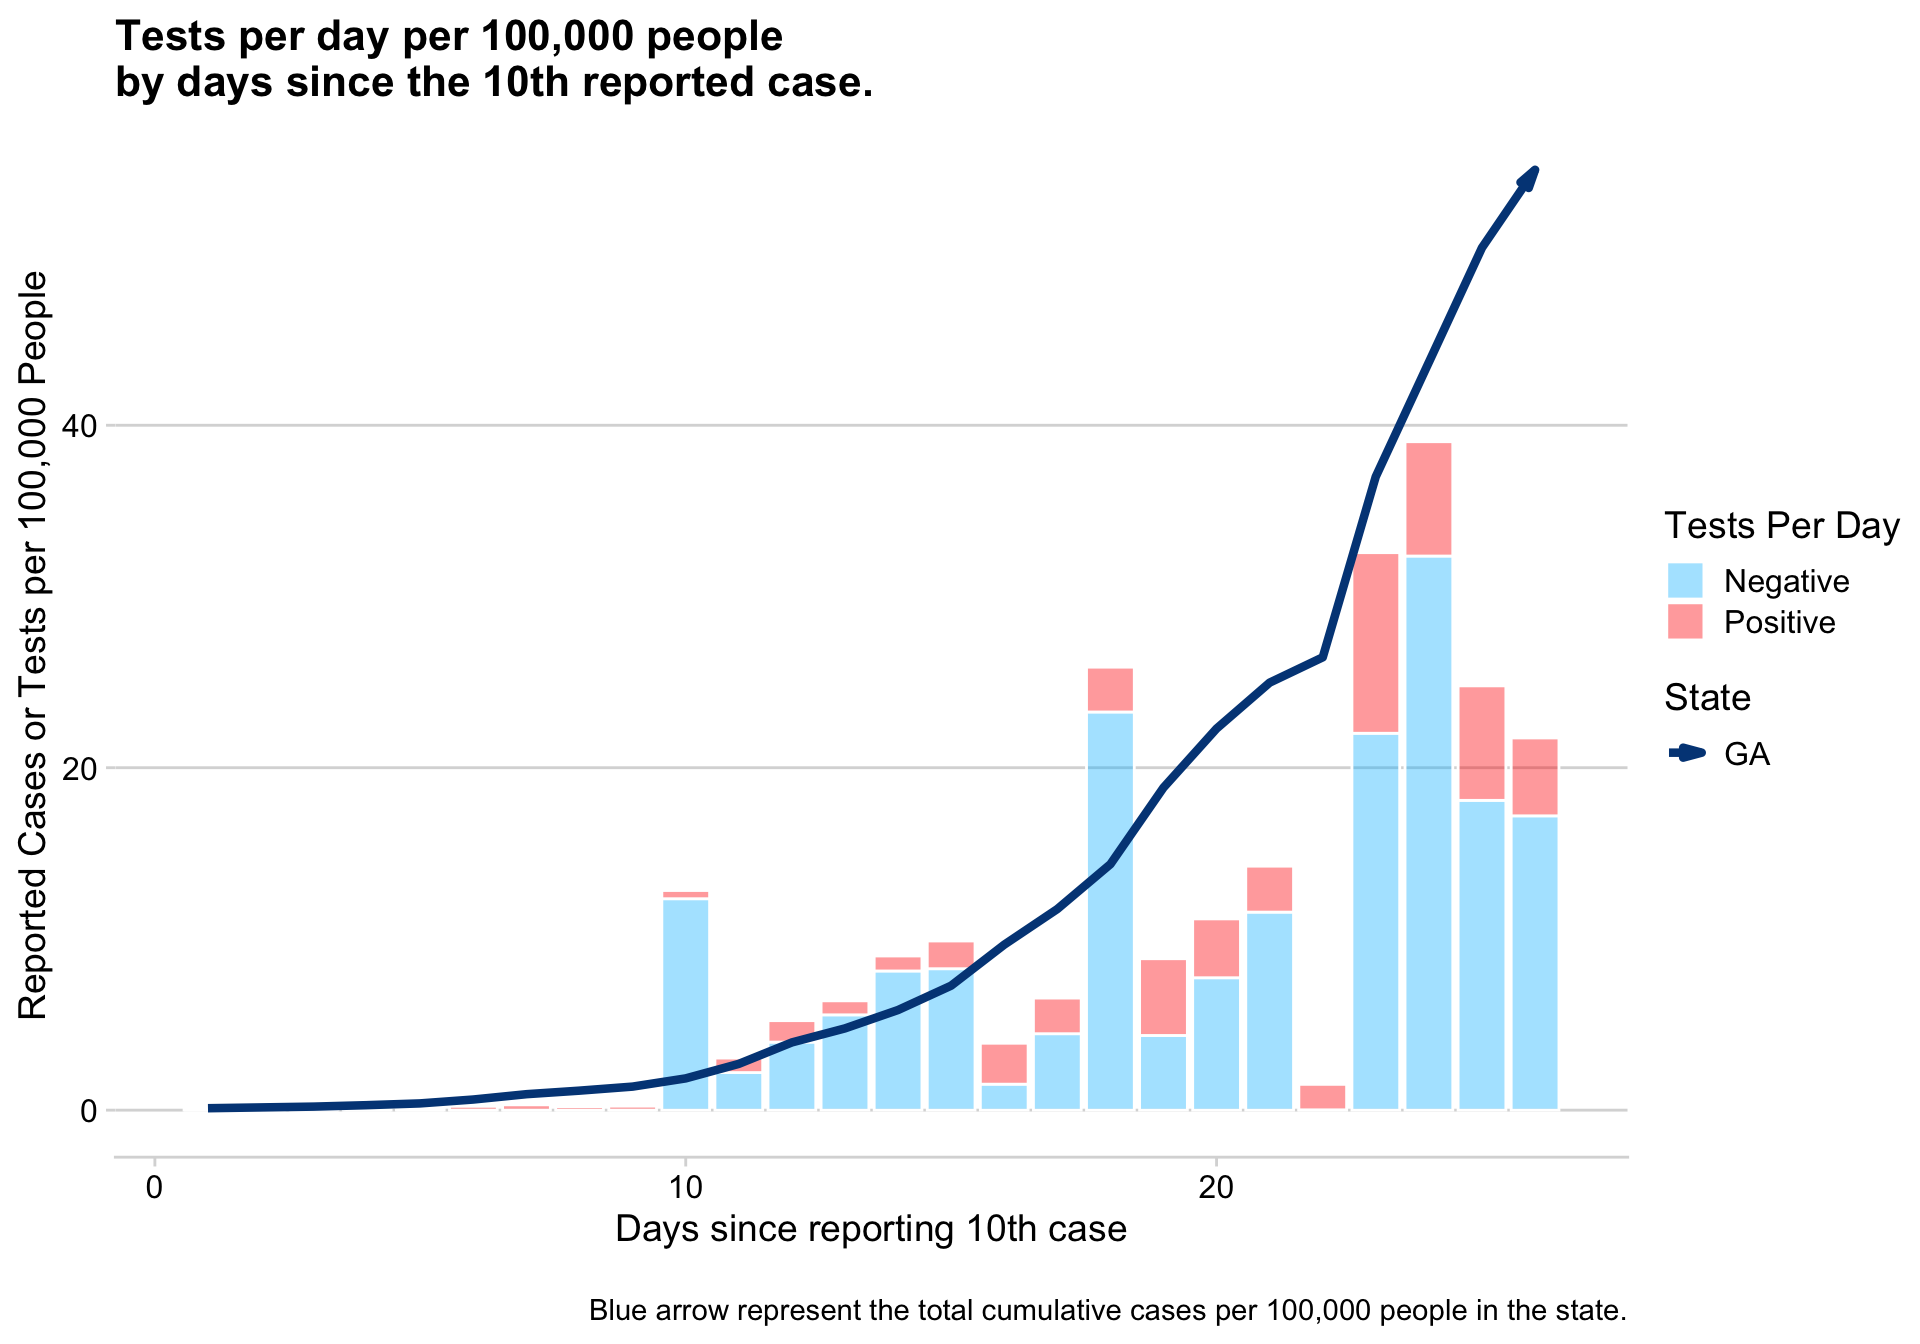 Tests per day per 100,000 people
by days since the 10th reported case.
Reported Cases or Tests per 100,000 People
40
20
0
0
10
20
Days since reporting 10th case
Tests Per Day
Negative
Positive
State
GA
Blue arrow represent the total cumulative cases per 100,000 people in the state.